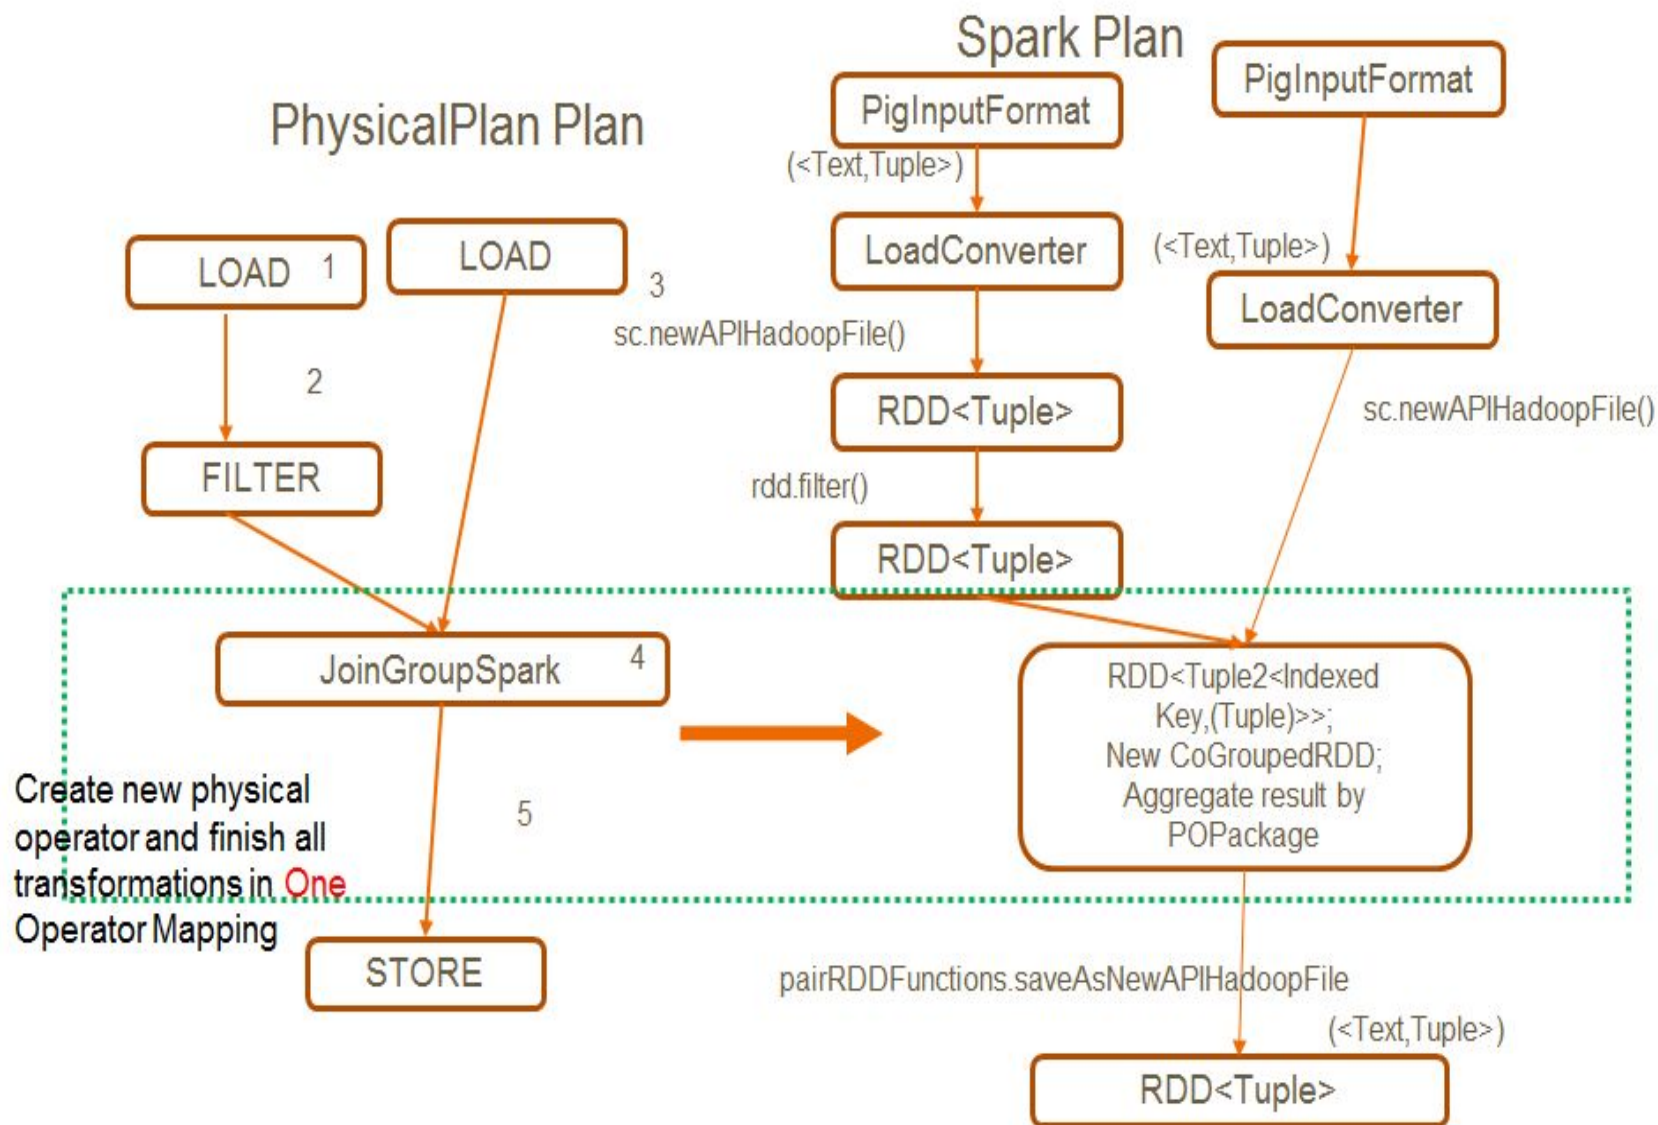 Spark Plan
PhysicalPlan Plan
LOAD 1
LOAD
3
2
FILTER
JoinGroupSpark 4
5
STORE
Create new physical
operator and finish all
transformations in One
Operator Mapping
PigInputFormat
(<Text,Tuple>)
LoadConverter
sc.newAPIHadoopFile()
RDD<Tuple>
rdd.filter()
RDD<Tuple>
PigInputFormat
(<Text,Tuple>)
LoadConverter
sc.newAPIHadoopFile()
RDD<Tuple2<Indexed
Key,(Tuple)>>;
New CoGroupedRDD;
Aggregate result by
POPackage
pairRDDFunctions.saveAsNewAPIHadoopFile
(<Text,Tuple>)
RDD<Tuple>